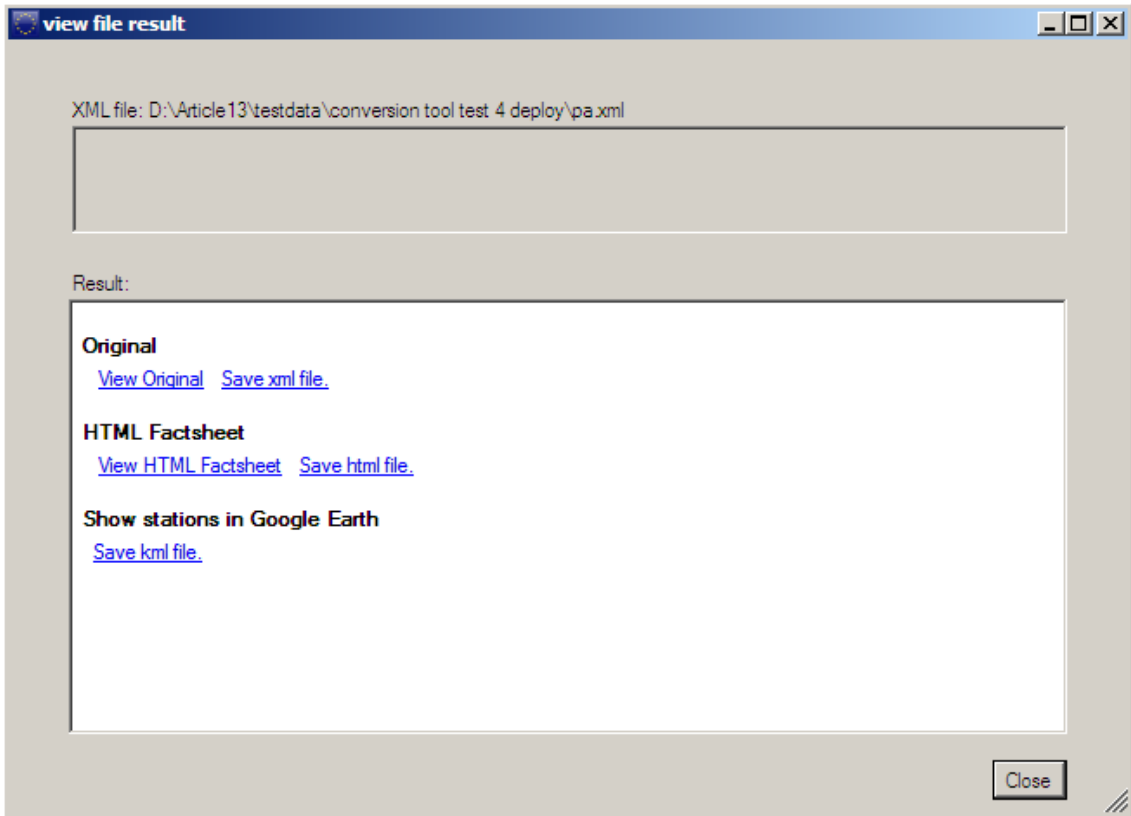 view file result
XML file: D:\Article13\testdata\conversion tool test 4 deploy\pa.xml
Result:
Original
View Original Save xml file.
HTML Factsheet
View HTML Factsheet Save html file.
Show stations in Google Earth
Save kml file.
Close